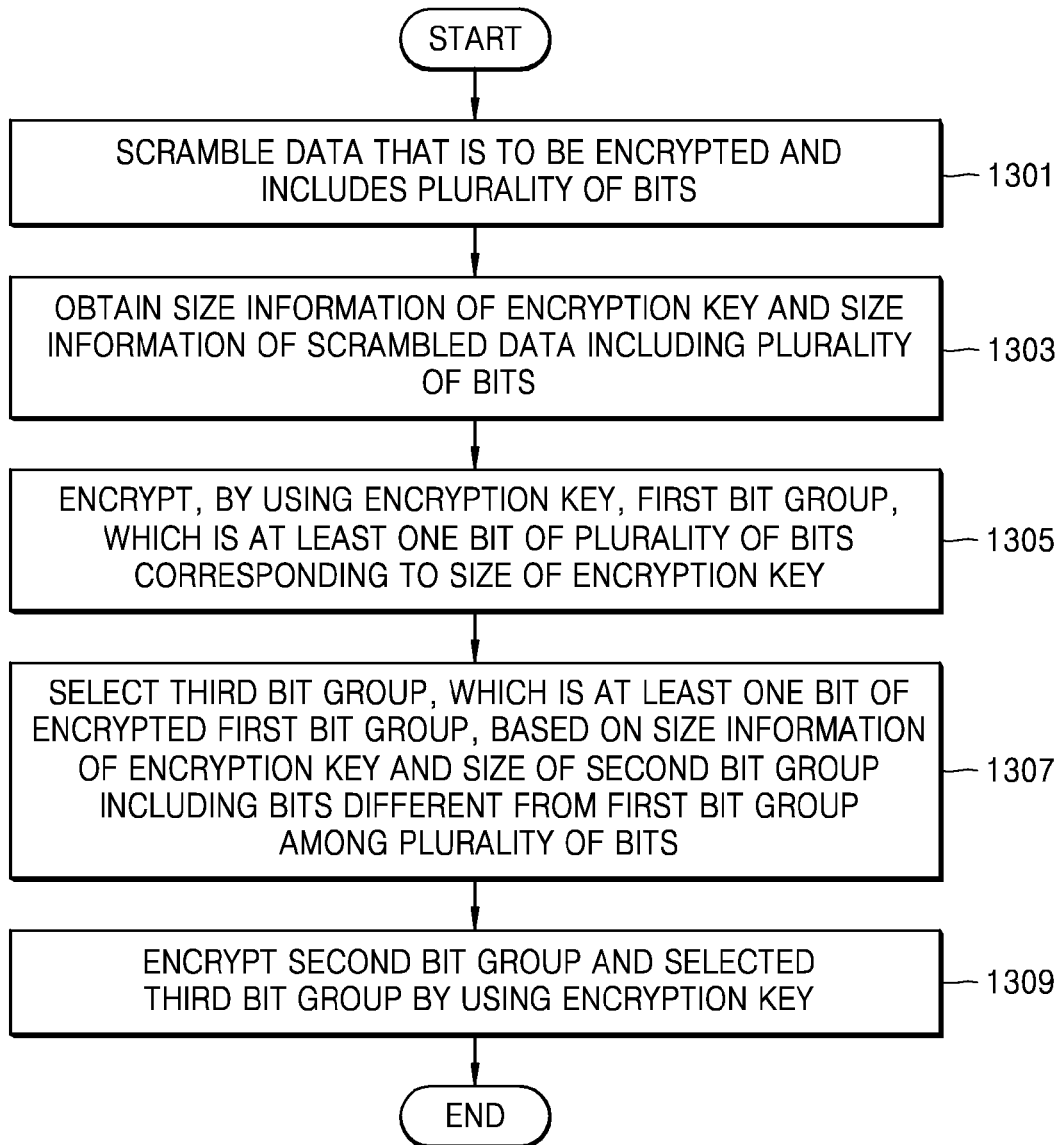 START
SCRAMBLE DATA THAT IS TO BE ENCRYPTED AND
INCLUDES PLURALITY OF BITS
1301
OBTAIN SIZE INFORMATION OF ENCRYPTION KEY AND SIZE
INFORMATION OF SCRAMBLED DATA INCLUDING PLURALITY
OF BITS
1303
ENCRYPT, BY USING ENCRYPTION KEY, FIRST BIT GROUP,
WHICH IS AT LEAST ONE BIT OF PLURALITY OF BITS
CORRESPONDING TO SIZE OF ENCRYPTION KEY
1305
SELECT THIRD BIT GROUP, WHICH IS AT LEAST ONE BIT OF
ENCRYPTED FIRST BIT GROUP, BASED ON SIZE INFORMATION
OF ENCRYPTION KEY AND SIZE OF SECOND BIT GROUP
INCLUDING BITS DIFFERENT FROM FIRST BIT GROUP
AMONG PLURALITY OF BITS
1307
ENCRYPT SECOND BIT GROUP AND SELECTED
THIRD BIT GROUP BY USING ENCRYPTION KEY
1309
END